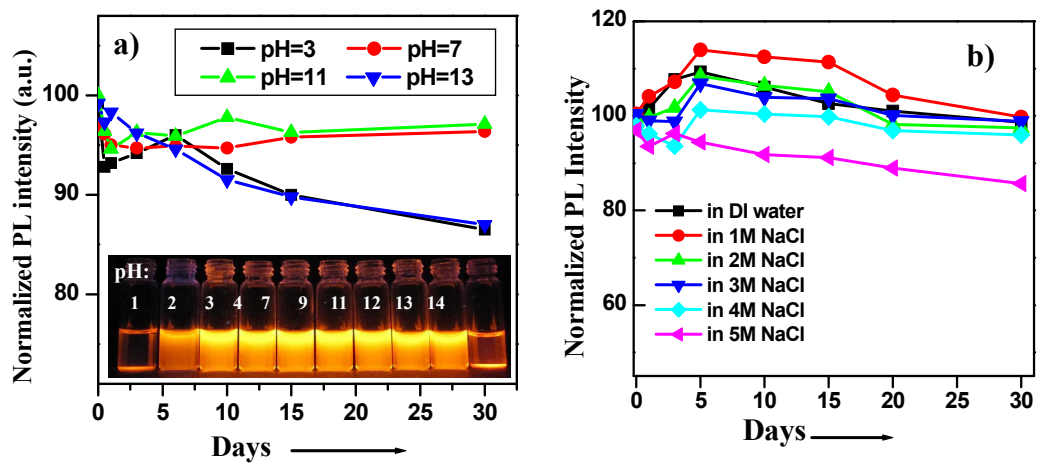 a)
pH=3
pH=7
pH=11
pH=13
100
90
80
Normalized PL intensity (a.u.)
pH:
1 2 3 4 7 9 11 12 13 14
0 5 10 15 20 25 30
Days
b)
120
100
80
60
Normalized PL Intensity
in DI water
in 1M NaCl
in 2M NaCl
in 3M NaCl
in 4M NaCl
in 5M NaCl
0 5 10 15 20 25 30
Days